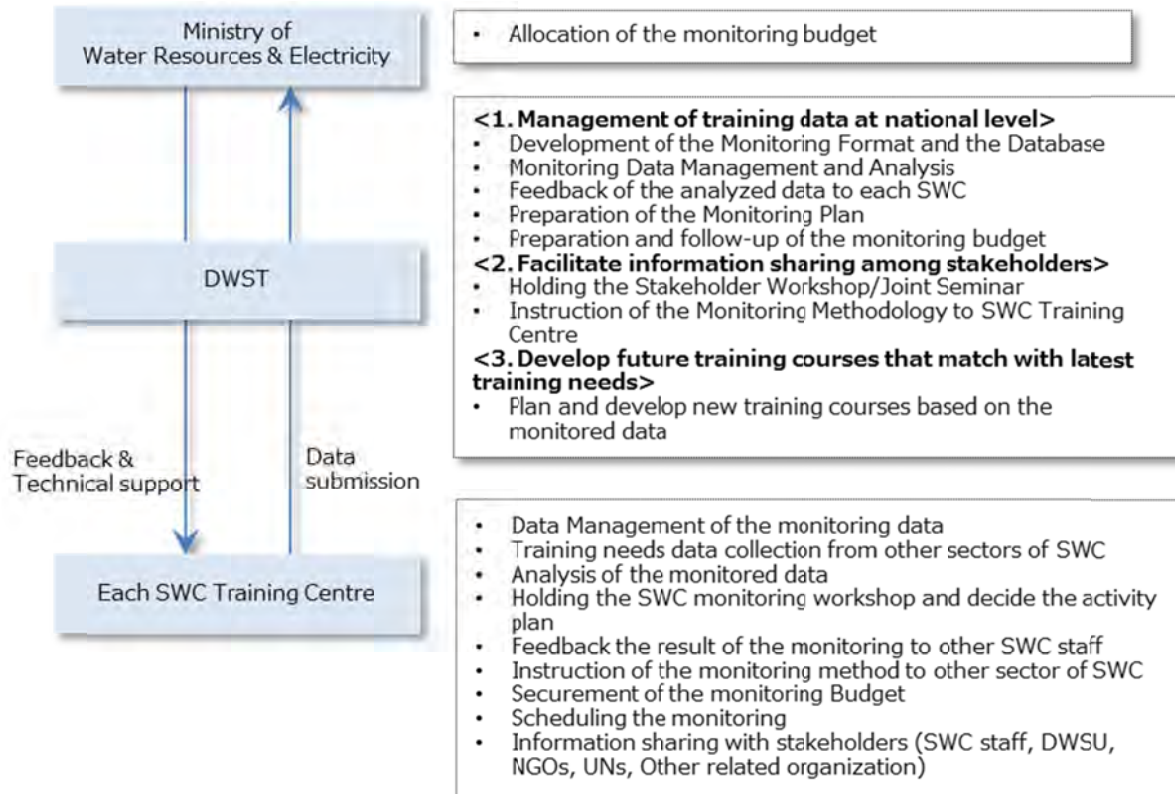 Ministry of
Water Resources & Electricity
• Allocation of the monitoring budget
<1.Management of training data at national level>
• Development of the Monitoring Format and the Database
• Monitoring Data Management and Analysis
• Feedback of the analyzed data to each SWC
• Preparation of the Monitoring Plan
• Preparation and follow-up of the monitoring budget
<2.Facilitate information sharing among stakeholders>
• Holding the Stakeholder Workshop/Joint Seminar
• Instruction of the Monitoring Methodology to SWC Training
Centre
<3.Develop future training courses that match with latest
training needs>
• Plan and develop new training courses based on the
monitored data
DWST
Feedback &
Technical support
Data
submission
Each SWC Training Centre
• Data Management of the monitoring data
• Training needs data collection from other sectors of SWC
• Analysis of the monitored data
• Holding the SWC monitoring workshop and decide the activity
plan
• Feedback the result of the monitoring to other SWC staff
• Instruction of the monitoring method to other sector of SWC
• Securement of the monitoring Budget
• Scheduling the monitoring
• Information sharing with stakeholders (SWC staff, DWSU,
NGOs, UNs, Other related organization)